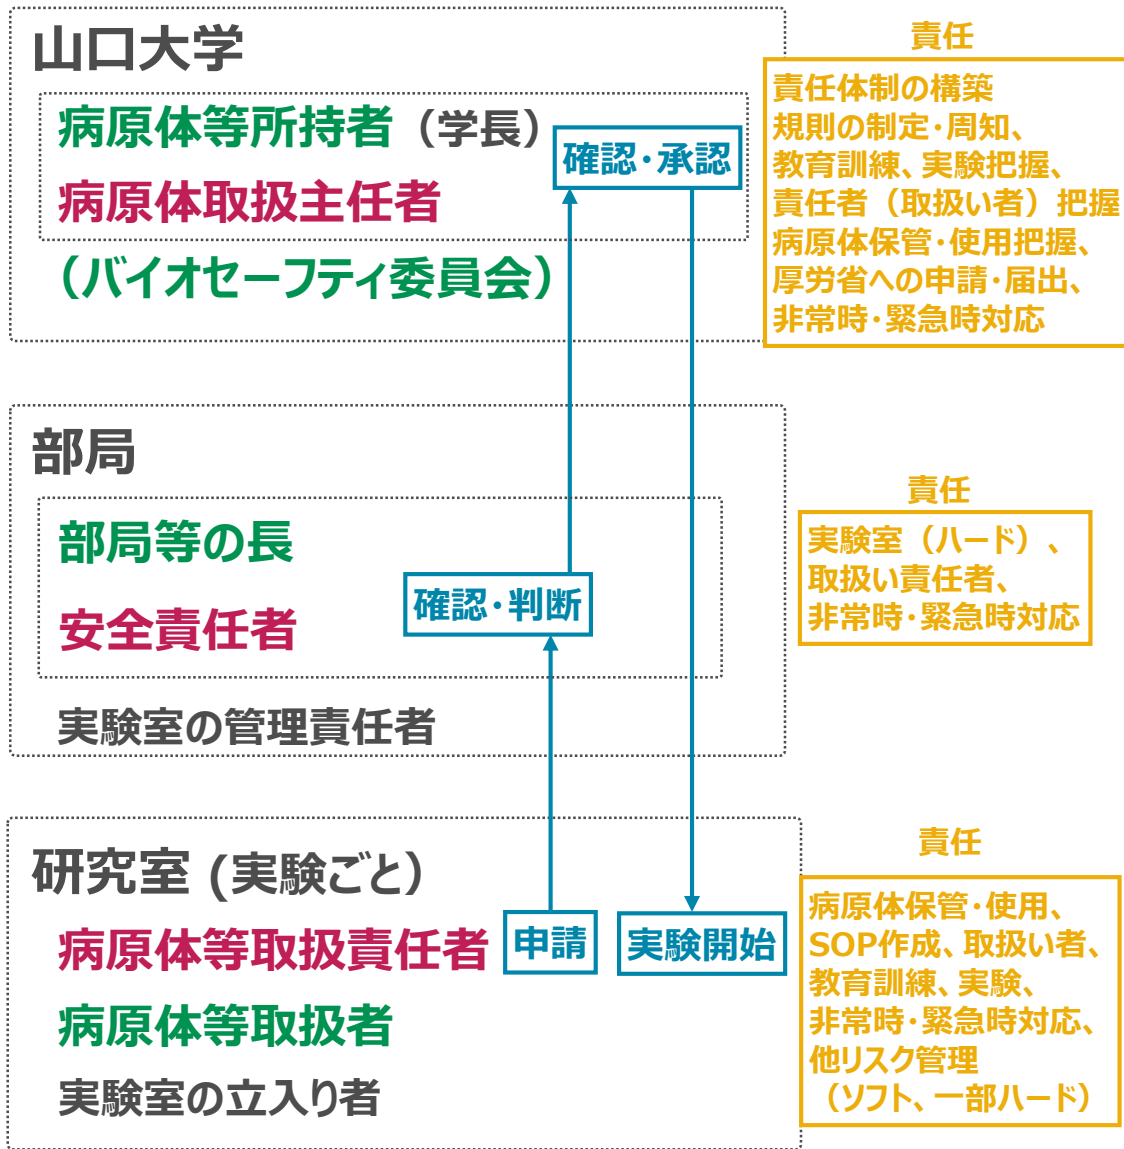 山口大学
病原体等所持者（学長）
病原体取扱主任者
（バイオセーフティ委員会）
確認・承認
責任
責任体制の構築
規則の制定・周知、
教育訓練、実験把握、
責任者（取扱い者）把握
病原体保管・使用把握、
厚労省への申請・届出、
非常時・緊急時対応
部局
部局等の長
安全責任者
確認・判断
実験室の管理責任者
責任
実験室（ハード）、
取扱い責任者、
非常時・緊急時対応
研究室 (実験ごと）
病原体等取扱責任者
申請
実験開始
病原体等取扱者
実験室の立入り者
責任
病原体保管・使用、
SOP作成、取扱い者、
教育訓練、実験、
非常時・緊急時対応、
他リスク管理
（ソフト、一部ハード）